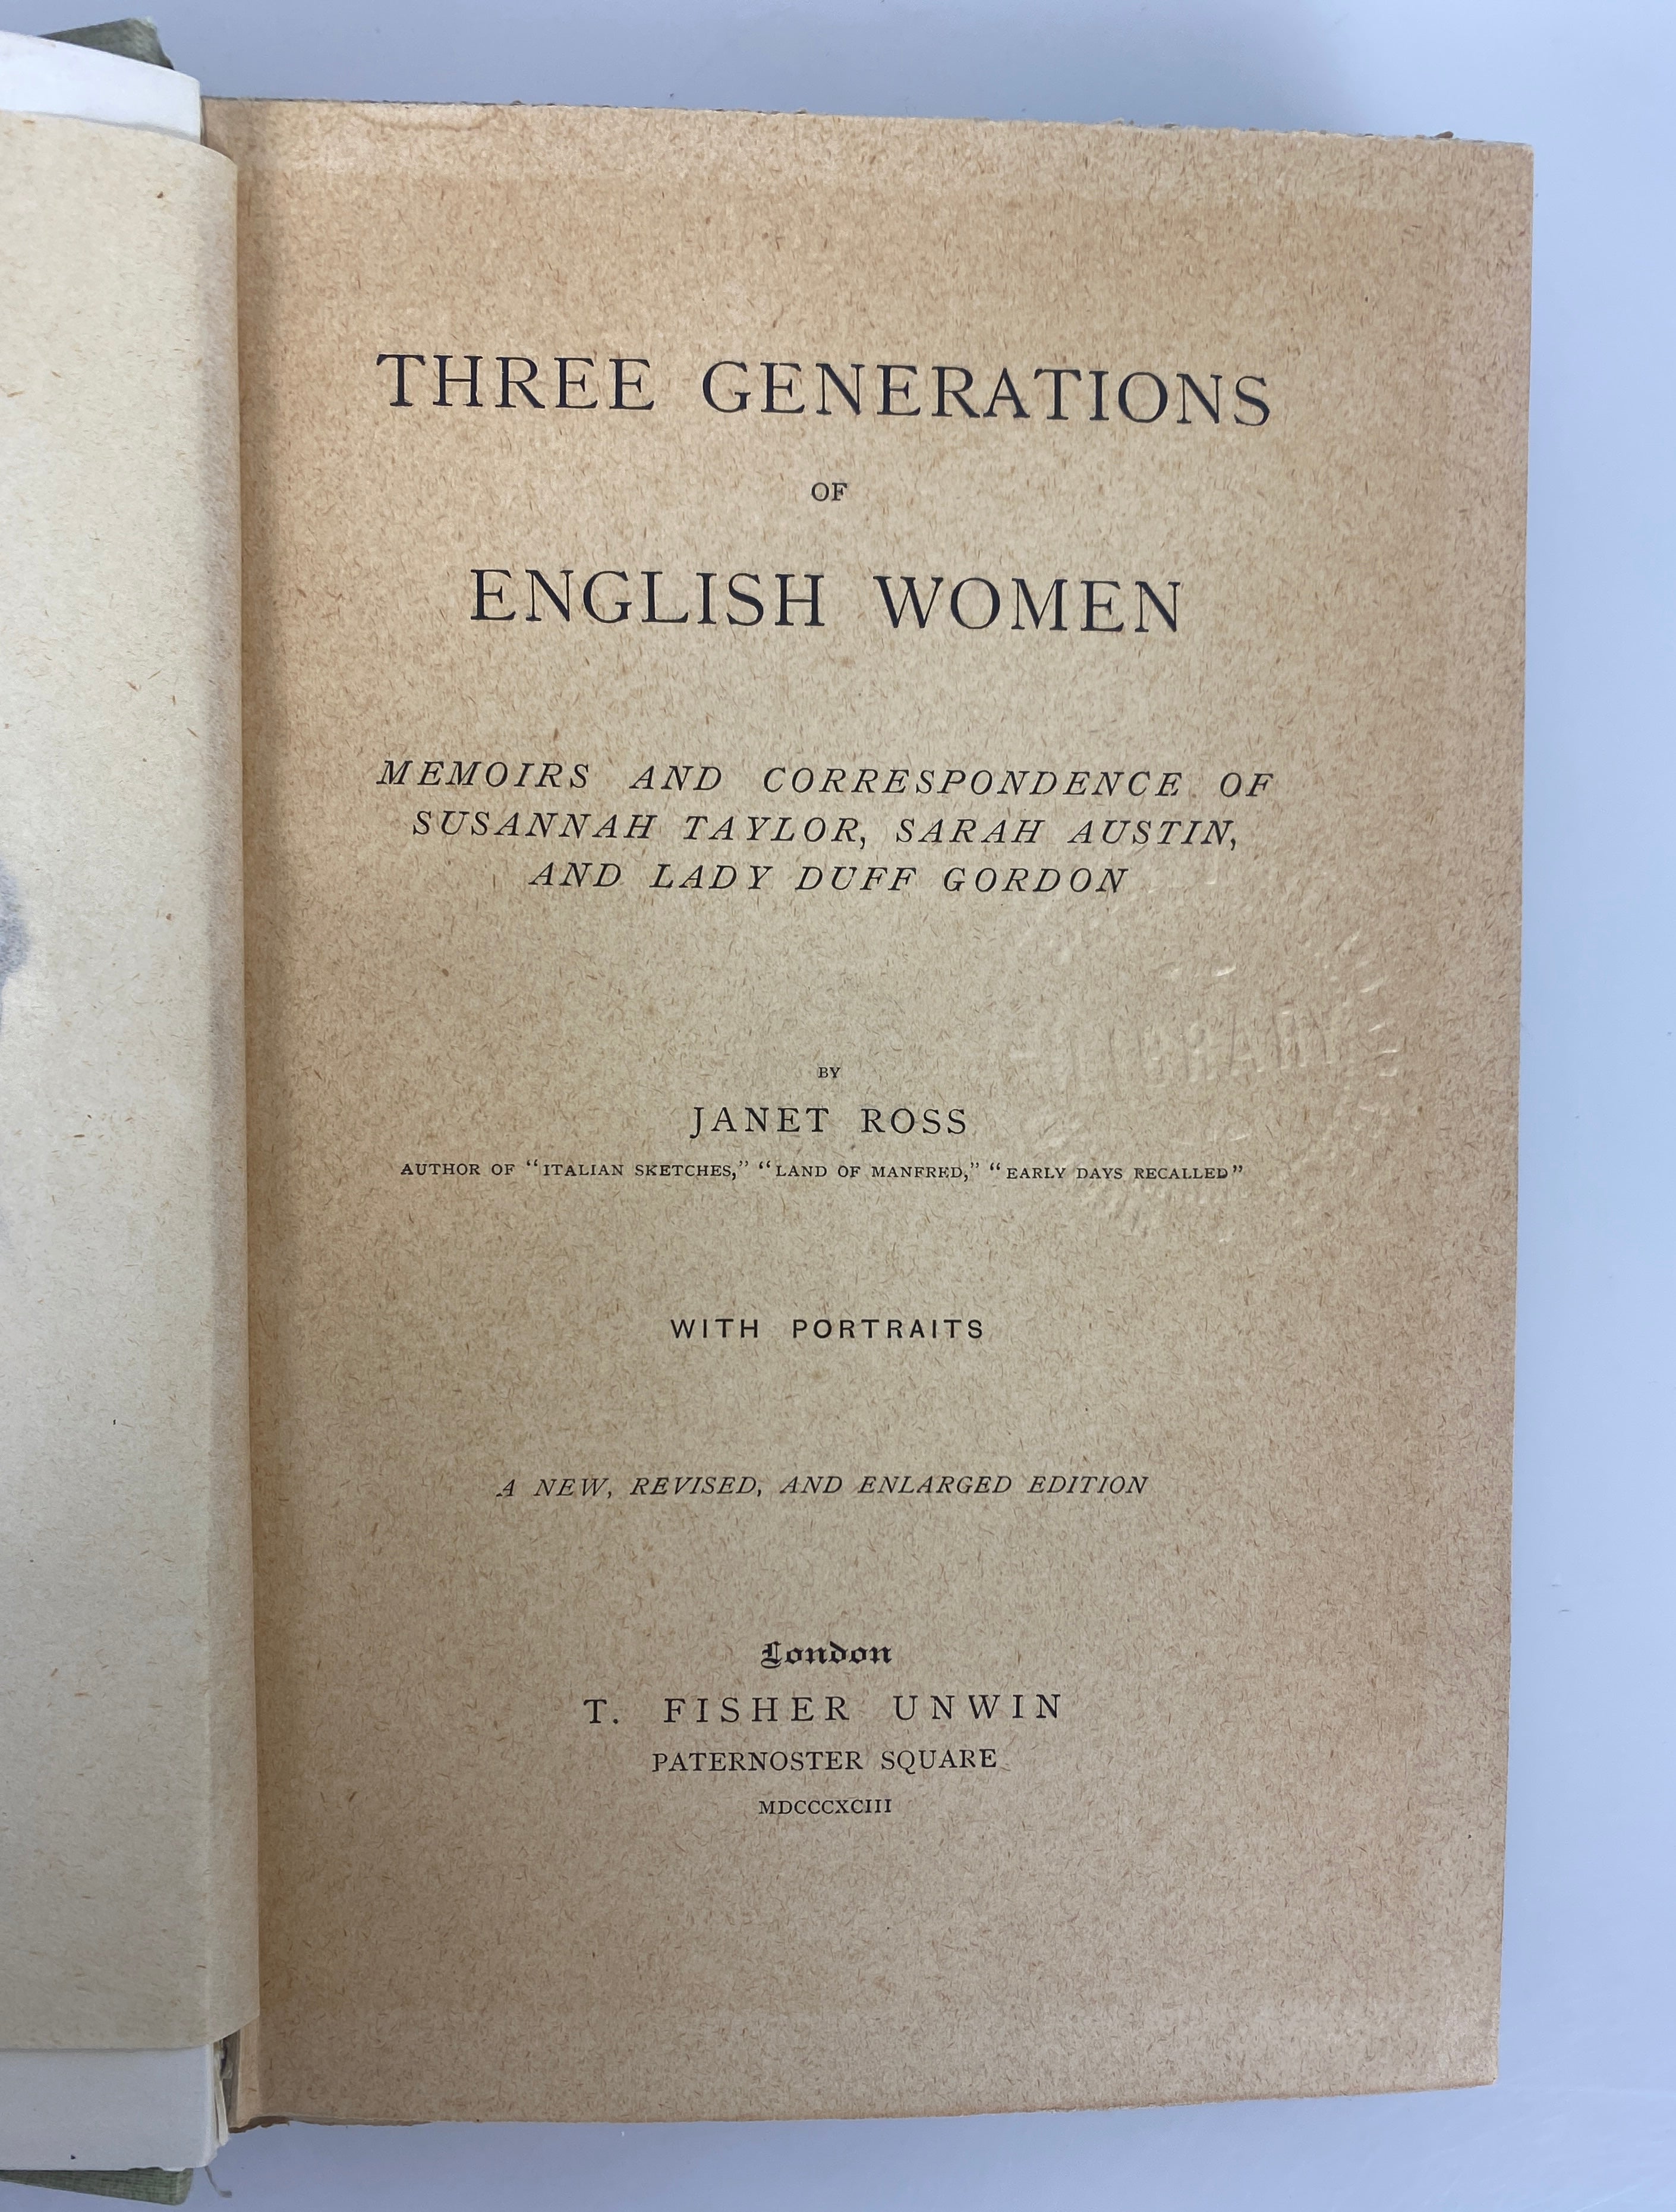 THREE GENERATIONS
OF
ENGLISH WOMEN
MEMOIRS AND CORRESPONDENCE OF
SUSANNAH TAYLOR, SARAH AUSTIN,
AND LADY DUFF GORDON
BY
JANET ROSS
AUTHOR OF "ITALIAN SKETCHES," "LAND OF MANFRED," "EARLY DAYS RECALLED"
WITH PORTRAITS
A NEW, REVISED, AND ENLARGED EDITION
London
T. FISHER UNWIN
PATERNOSTER SQUARE
MDCCCXCIII